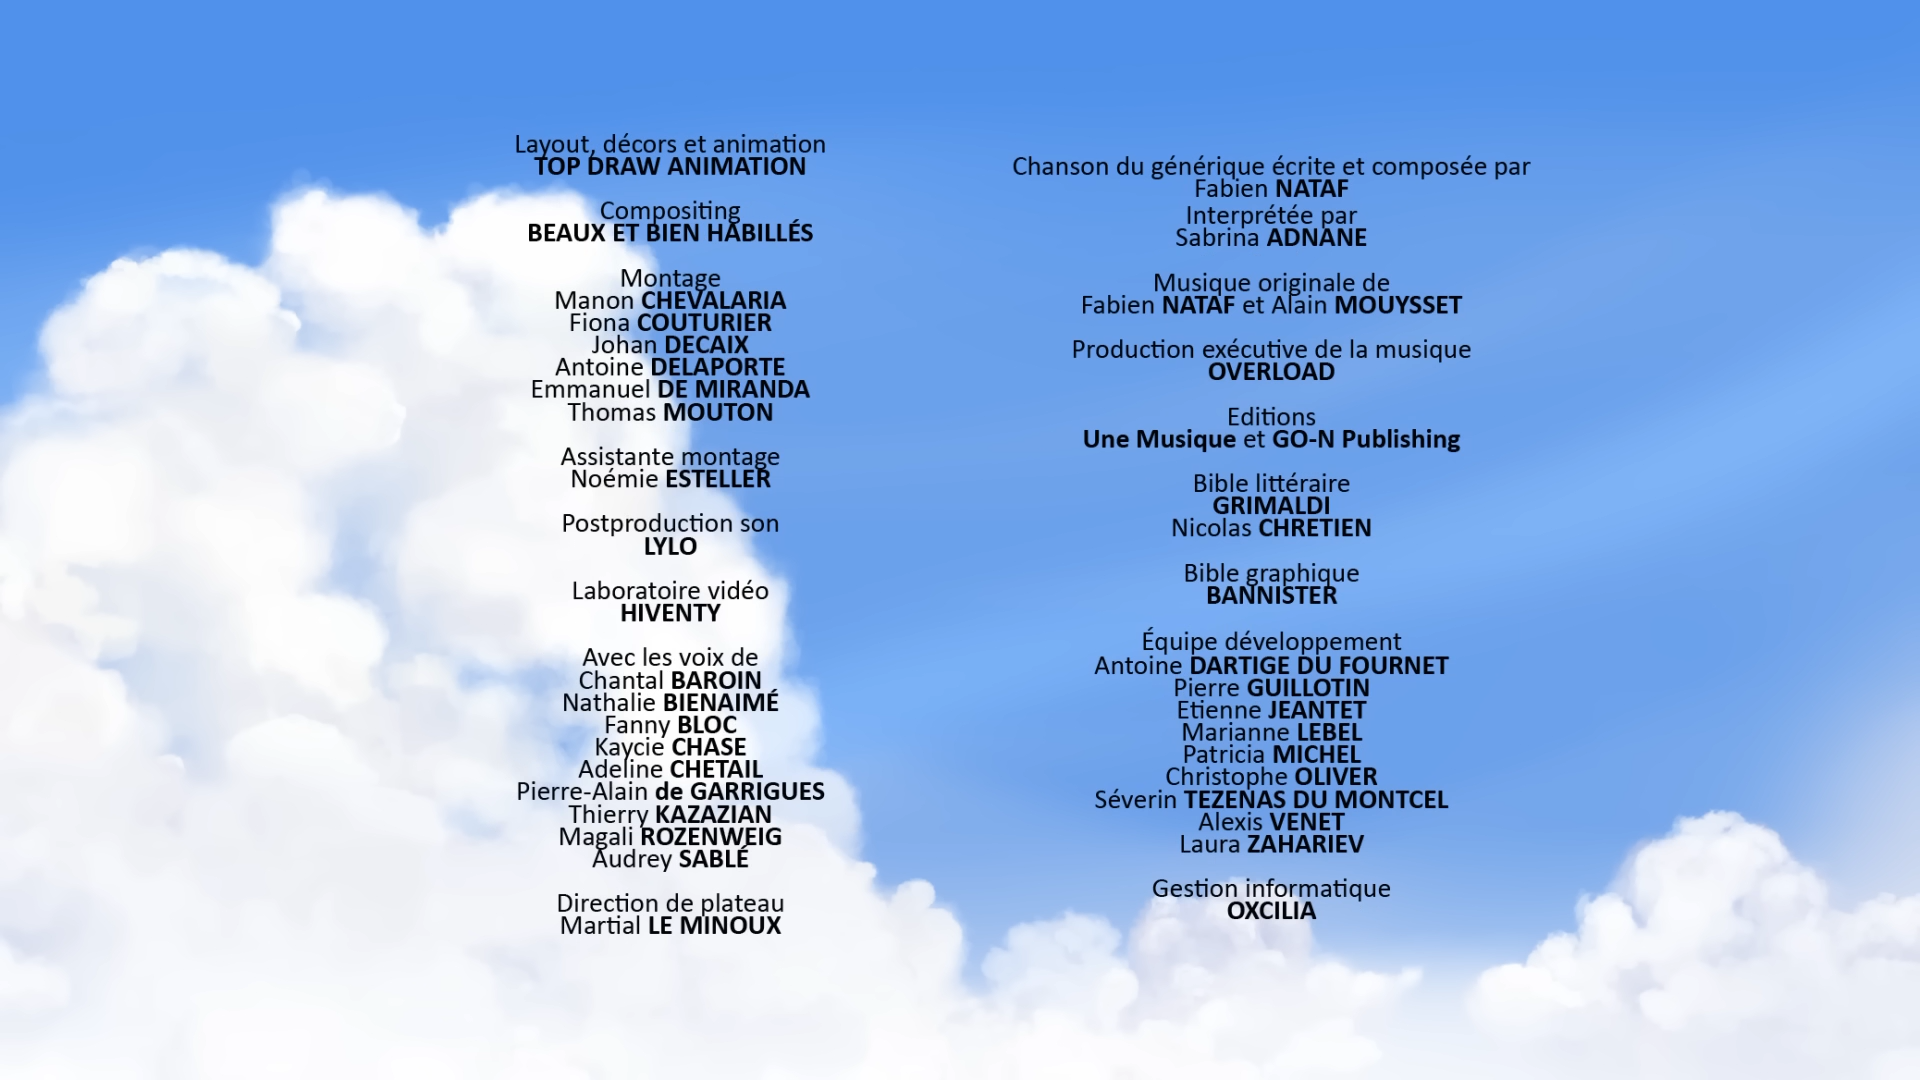 Layout, décors et animation
TOP DRAW ANIMATION
Compositing
BEAUX ET BIEN HABILLÉS
Montage
Manon CHEVALARIA
Fiona COUTURIER
Johan DECAIX
Antoine DELAPORTE
Emmanuel DE MIRANDA
Thomas MOUTON
Assistante montage
Noémie ESTELLER
Postproduction son
LYLO
Laboratoire vidéo
HIVENTY
Avec les voix de
Chantal BAROIN
Nathalie BIENAIMÉ
Fanny BLOC
Kaycie CHASE
Adeline CHETAIL
Pierre-Alain de GARRIGUES
Thierry KAZAZIAN
Magali ROZENWEIG
Audrey SABLÉ
Direction de plateau
Martial LE MINOUX
Chanson du générique écrite et composée par
Fabien NATAF
Interprétée par
Sabrina ADNANE
Musique originale de
Fabien NATAF et Alain MOUYSSET
Production exécutive de la musique
OVERLOAD
Editions
Une Musique et GO-N Publishing
Bible littéraire
GRIMALDI
Nicolas CHRETIEN
Bible graphique
BANNISTER
Équipe développement
Antoine DARTIGE DU FOURNET
Pierre GUILLOTIN
Etienne JEANTET
Marianne LEBEL
Patricia MICHEL
Christophe OLIVER
Séverin TEZENAS DU MONTCEL
Alexis VENET
Laura ZAHARIEV
Gestion informatique
OXCILIA